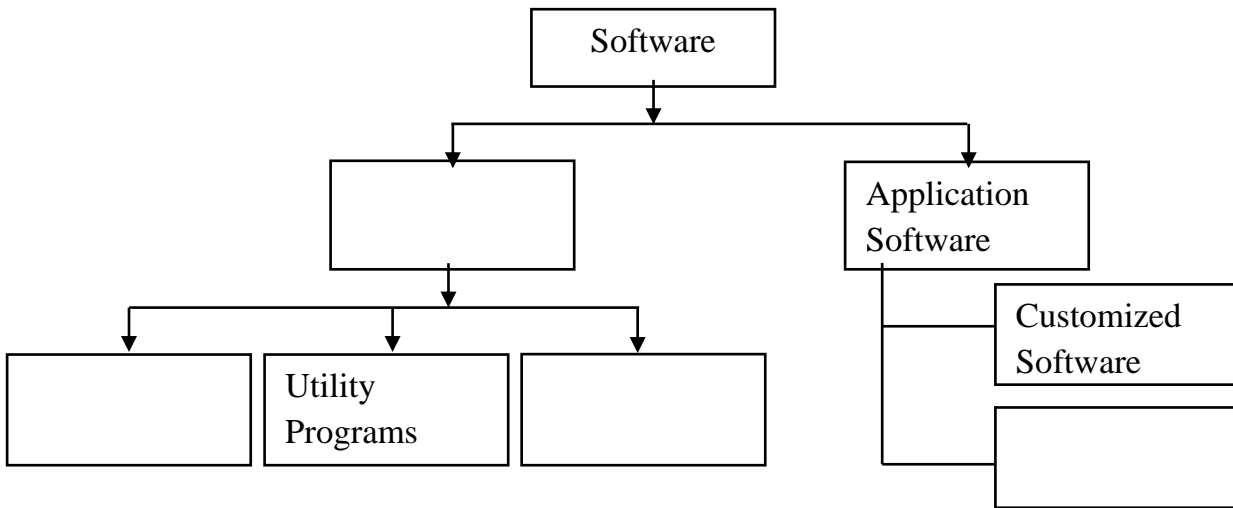 Software
Application
Software
Customized
Software
Utility
Programs